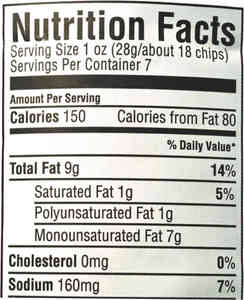 Nutrition Facts
Serving Size 1 oz (28g/about 18 chips)
Servings Per Container 7
Amount Per Serving
Calories 150 Calories from Fat 80
% Daily Value*
Total Fat 9g 14%
Saturated Fat 1g 5%
Polyunsaturated Fat 1g
Monounsaturated Fat 7g
Cholesterol 0mg 0%
Sodium 160mg 7%